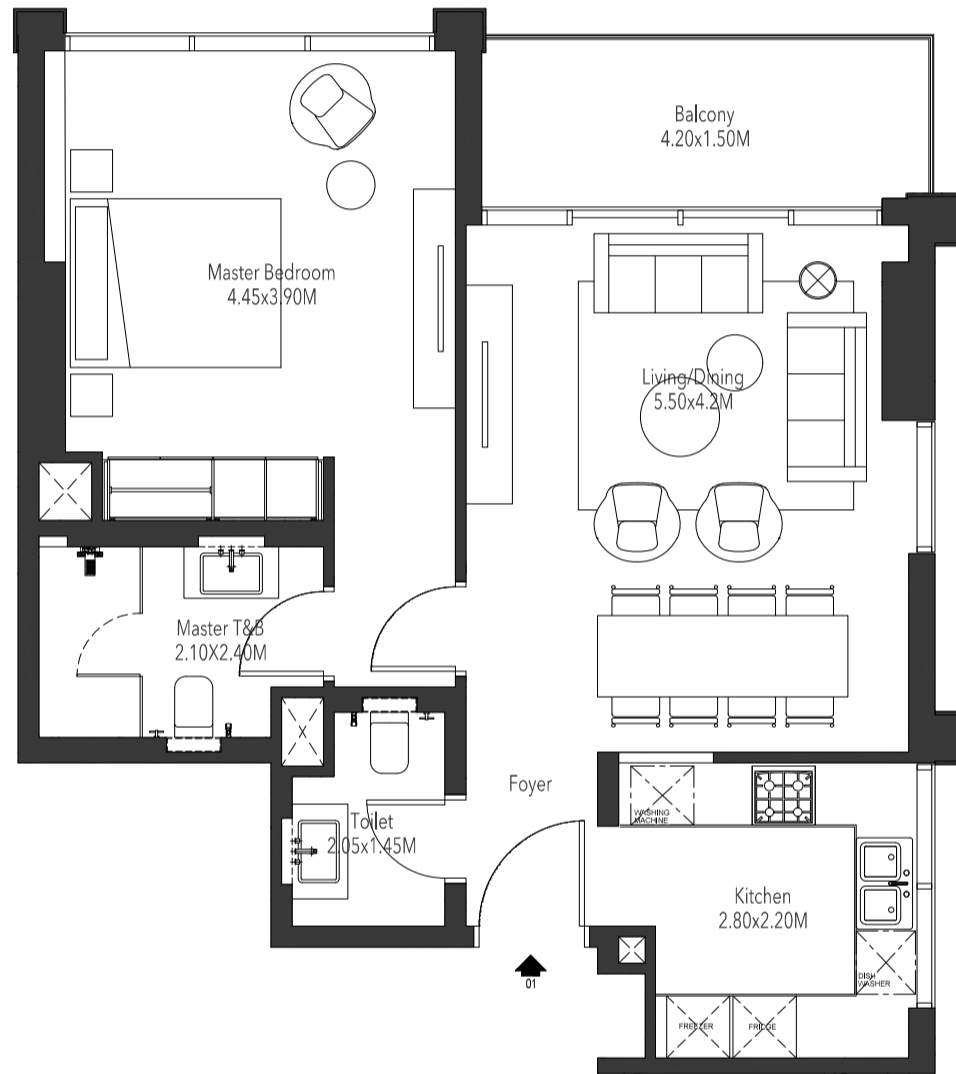 Balcony
4.20x1.50M
Master Bedroom
4.45x3.90M
Living/Dining
5.50x4.2M
Master T&B
2.10X2.40M
Foyer
WASHING
MACHINE
Toilet
2.05x1.45M
Kitchen
2.80x2.20M
DISH
WASHER
01
FREEZER
FRIDGE